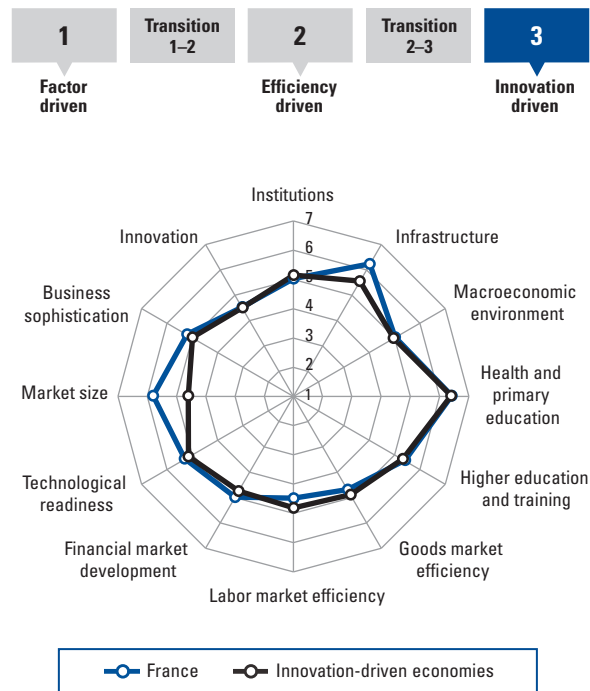 1
Transition
1–2
2
Transition
2–3
3
Factor
driven
Efficiency
driven
Innovation
driven
Institutions
7
Innovation
Infrastructure
6
5
Business
sophistication
Macroeconomic
environment
4
3
2
Market size
1
Health and
primary
education
Technological
readiness
Higher education
and training
Financial market
development
Goods market
efficiency
Labor market efficiency
France
Innovation-driven economies